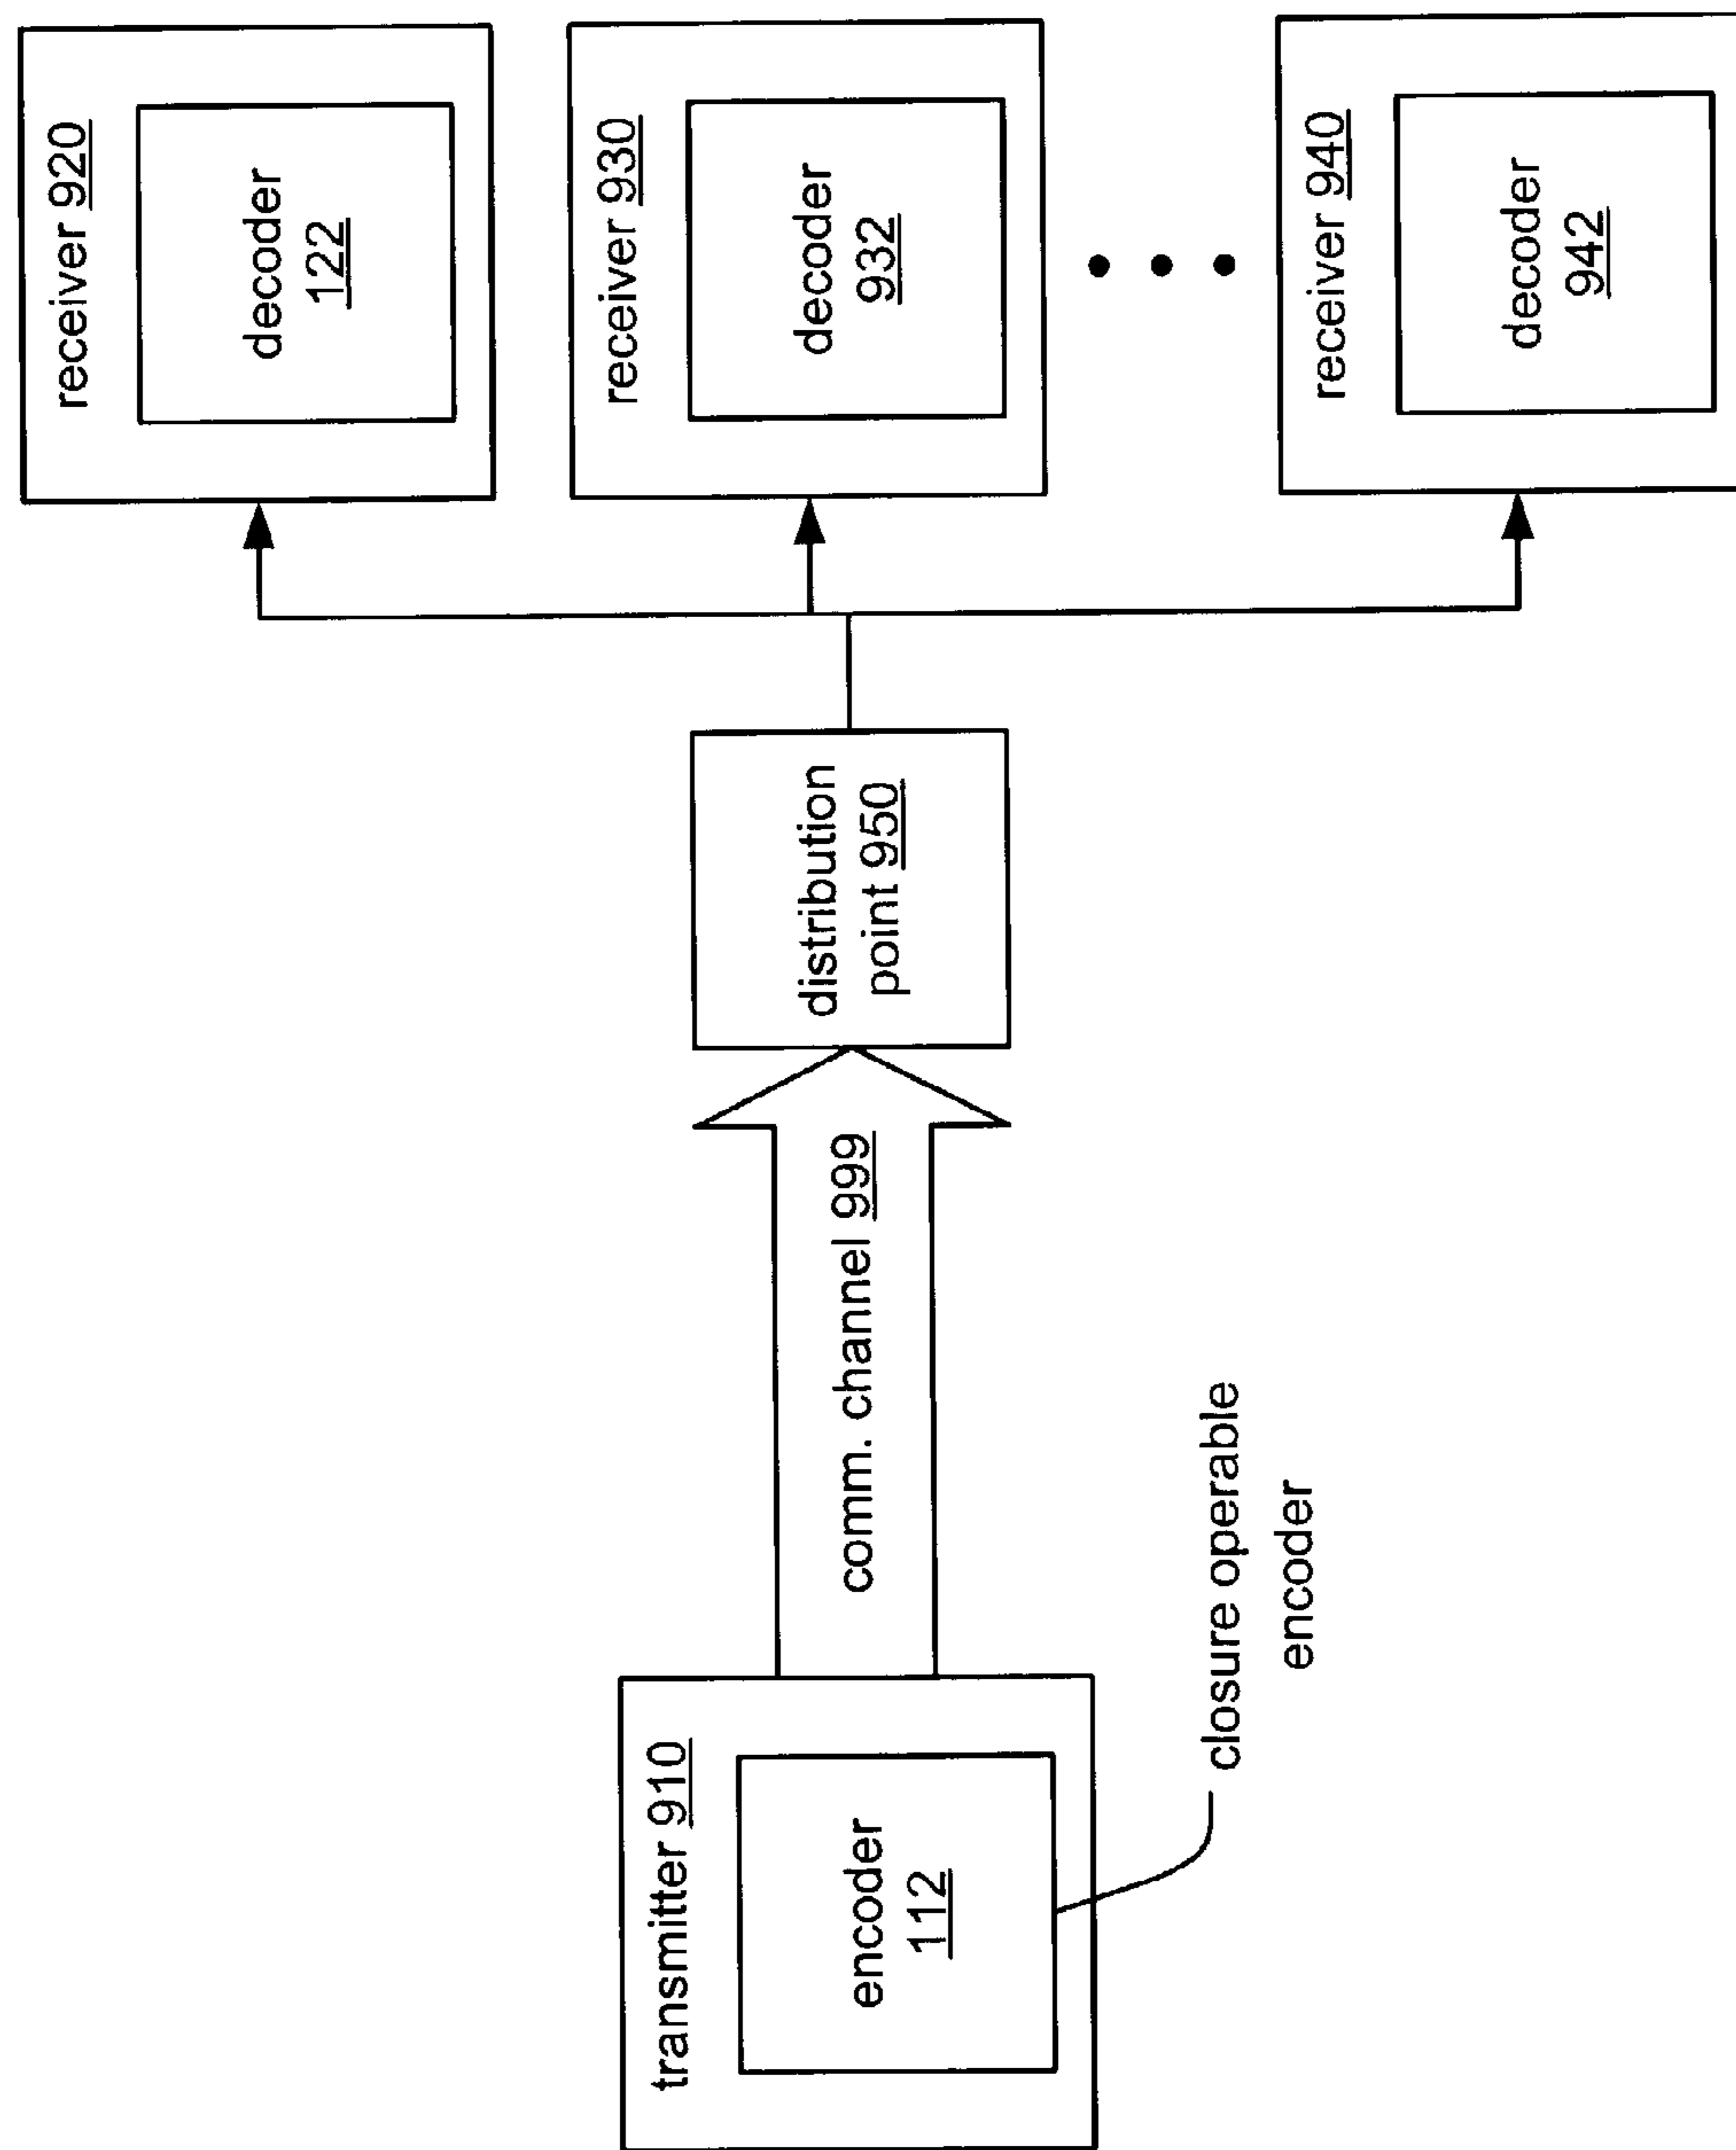 transmitter 910
encoder
112
closure operable
encoder
comm. channel 999
distribution
point 950
receiver 920
decoder
122
receiver 930
decoder
932
receiver 940
decoder
942